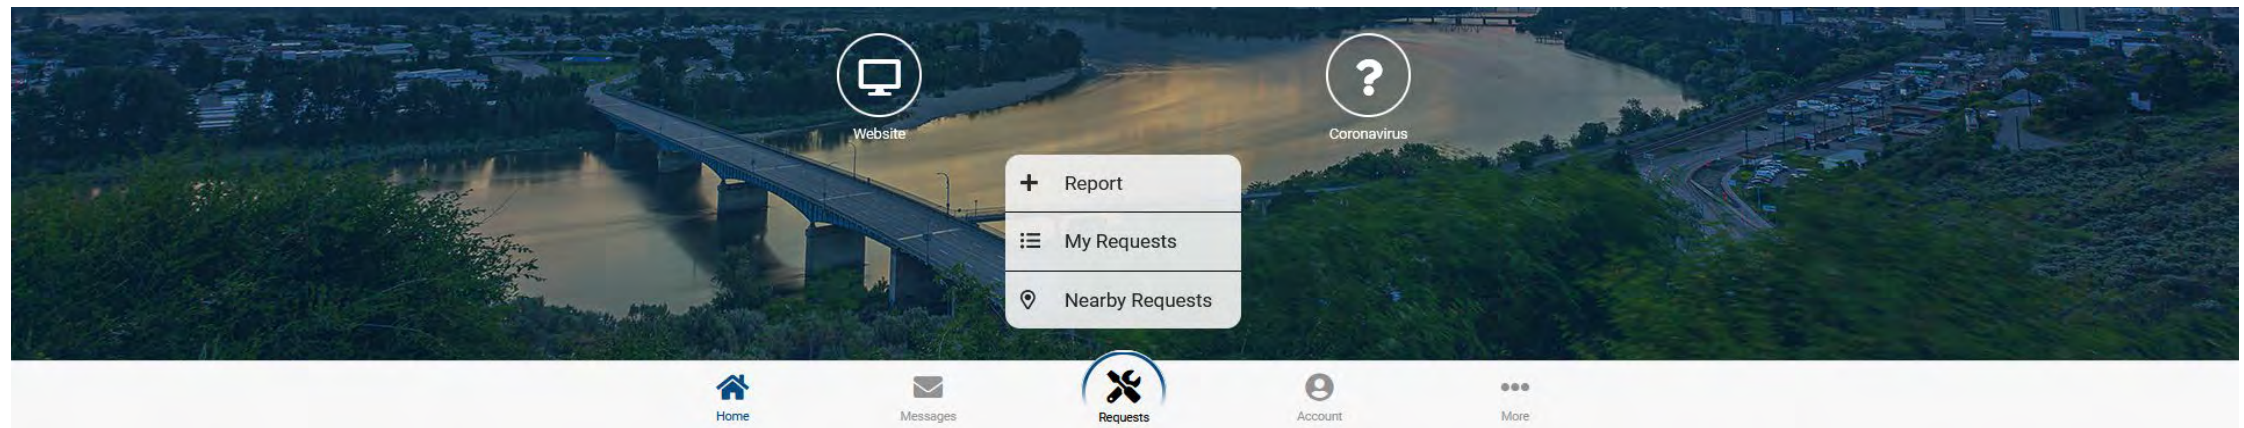 Website
Coronavirus
Report
My Requests
Nearby Requests
Home
Messages
Requests
Account
More